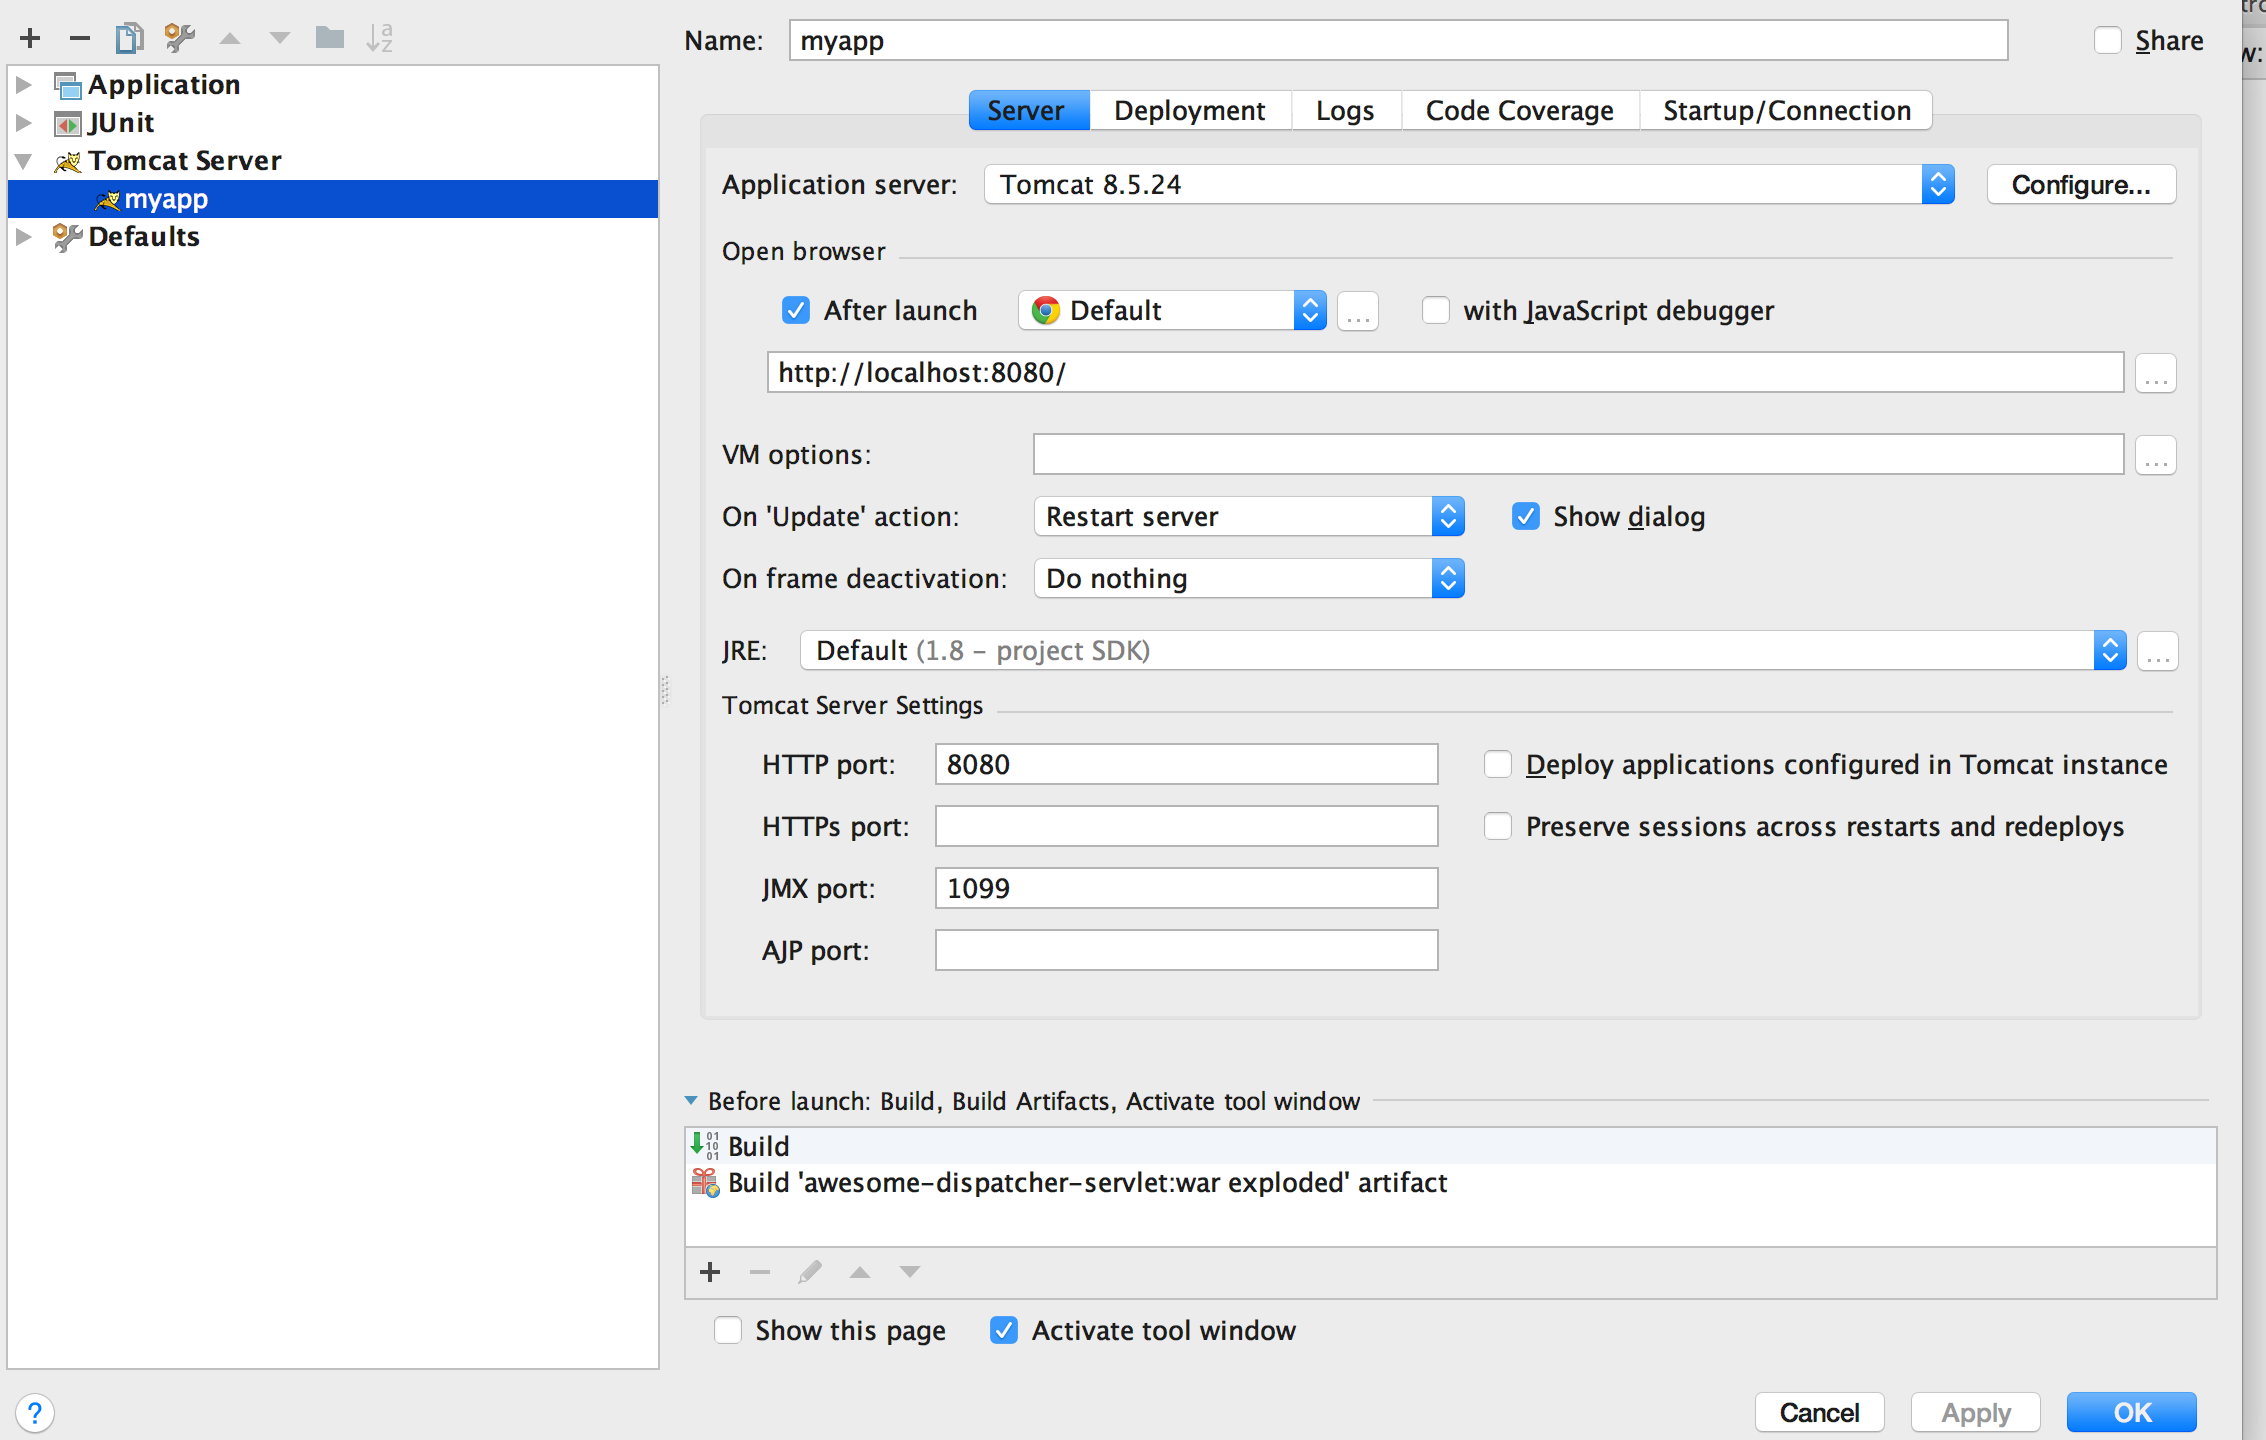 Name: myapp Share
Application
JUnit
Tomcat Server
myapp
Defaults
Server Deployment Logs Code Coverage Startup/Connection
Application server: Tomcat 8.5.24 Configure...
Open browser
After launch Default ... with JavaScript debugger
http://localhost:8080/ ...
VM options: ...
On 'Update' action: Restart server Show dialog
On frame deactivation: Do nothing
JRE: Default (1.8 - project SDK) ...
Tomcat Server Settings
HTTP port: 8080 Deploy applications configured in Tomcat instance
HTTPs port: Preserve sessions across restarts and redeploys
JMX port: 1099
AJP port:
Before launch: Build, Build Artifacts, Activate tool window
Build
Build 'awesome-dispatcher-servlet:war exploded' artifact
Show this page Activate tool window
? Cancel Apply OK